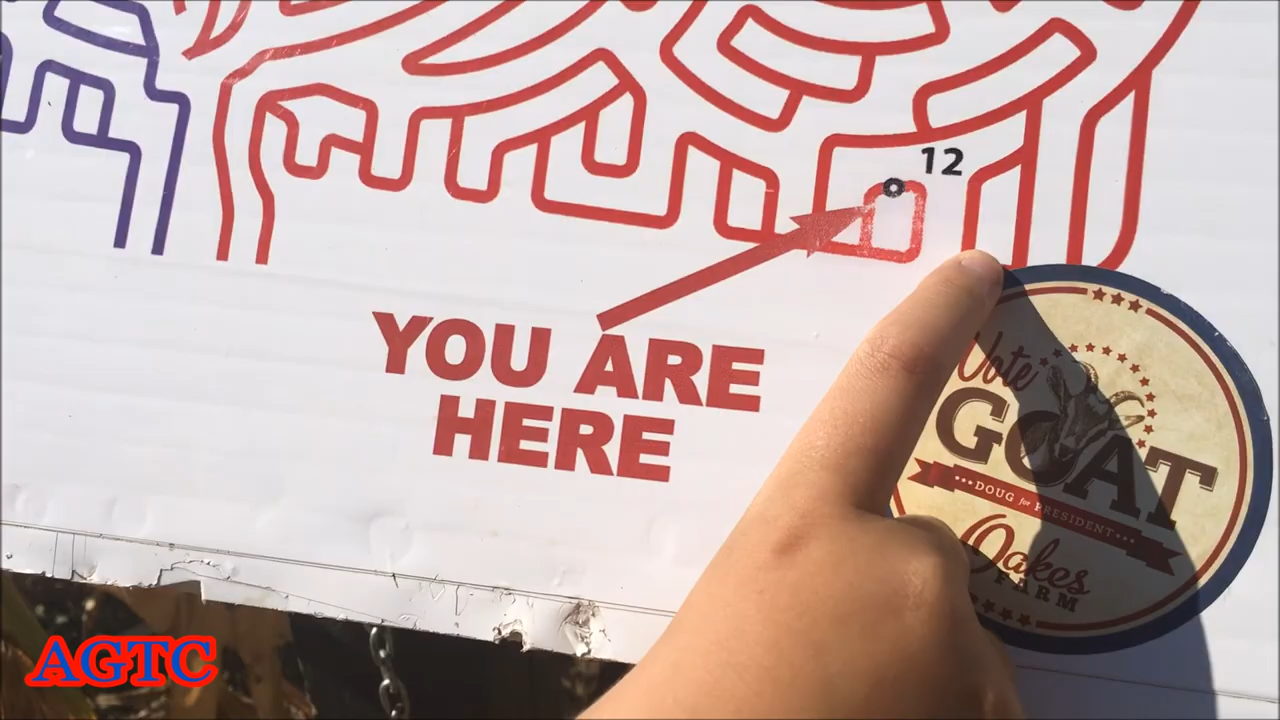 12
YOU ARE
HERE
Vote
GOAT
DOUG for PRESIDENT
Oakes
FARM
AGTC